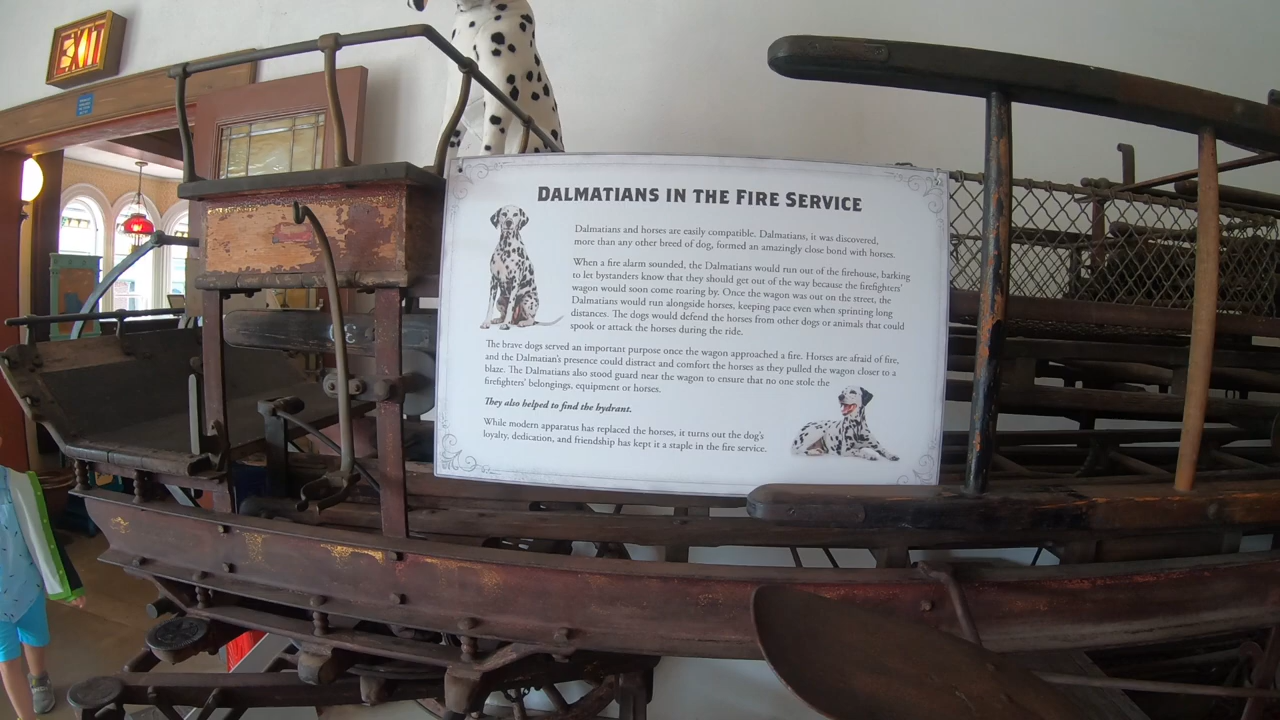 EXIT
DALMATIANS IN THE FIRE SERVICE
Dalmatians and horses are easily compatible. Dalmatians, it was discovered,
more than any other breed of dog, formed an amazingly close bond with horses.
When a fire alarm sounded, the Dalmatians would run out of the firehouse, barking
to let bystanders know that they should get out of the way because the firefighters'
wagon would soon come roaring by. Once the wagon was out on the street, the
Dalmatians would run alongside horses, keeping pace even when sprinting long
distances. The dogs would defend the horses from other dogs or animals that could
spook or attack the horses during the ride.
The brave dogs served an important purpose once the wagon approached a fire. Horses are afraid of fire,
and the Dalmatian's presence could distract and comfort the horses as they pulled the wagon closer to a
blaze. The Dalmatians also stood guard near the wagon to ensure that no one stole the
firefighters' belongings, equipment or horses.
They also helped to find the hydrant.
While modern apparatus has replaced the horses, it turns out the dog's
loyalty, dedication, and friendship has kept it a staple in the fire service.